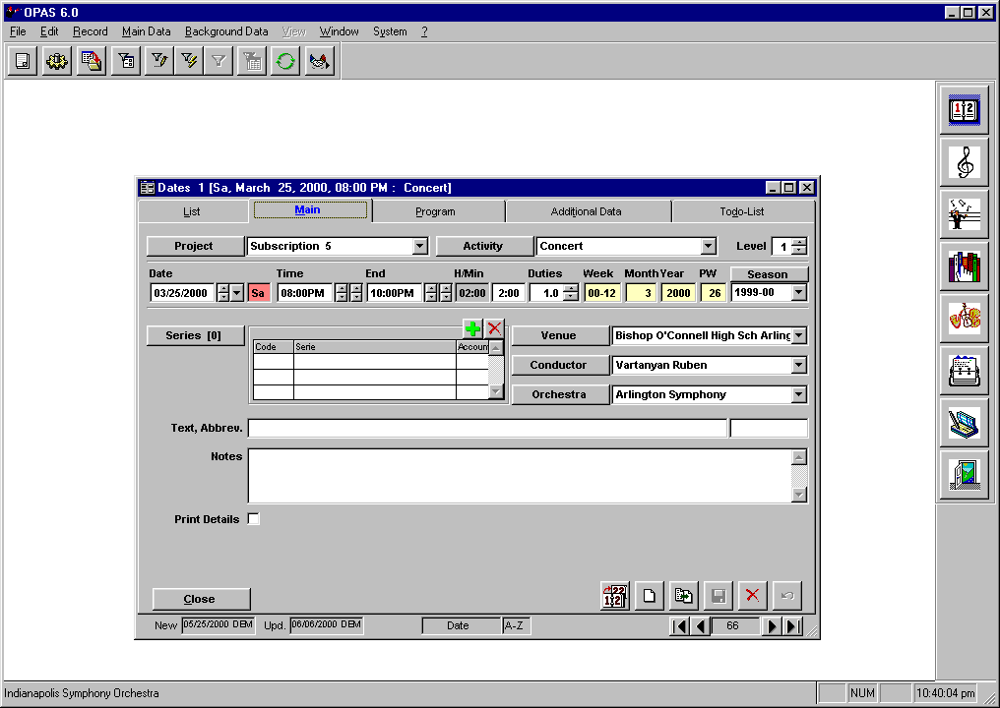 OPAS 6.0
File Edit Record Main Data Background Data View Window System ?
Dates 1 [Sa, March 25, 2000, 08:00 PM : Concert]
List Main Program Additional Data Todo-List
Project Subscription 5 Activity Concert Level 1
Date Time End H/Min Duties Week Month Year PW Season
03/25/2000 Sa 08:00PM 10:00PM 02:00 2:00 1.0 00-12 3 2000 26 1999-00
Series [0] Venue Bishop O'Connell High Sch Arling
Code Serie Accoun
Conductor Vartanyan Ruben
Orchestra Arlington Symphony
Text, Abbrev.
Notes
Print Details
Close
New 05/25/2000 DEM Upd. 06/06/2000 DEM Date A-Z 66
Indianapolis Symphony Orchestra NUM 10:40:04 pm